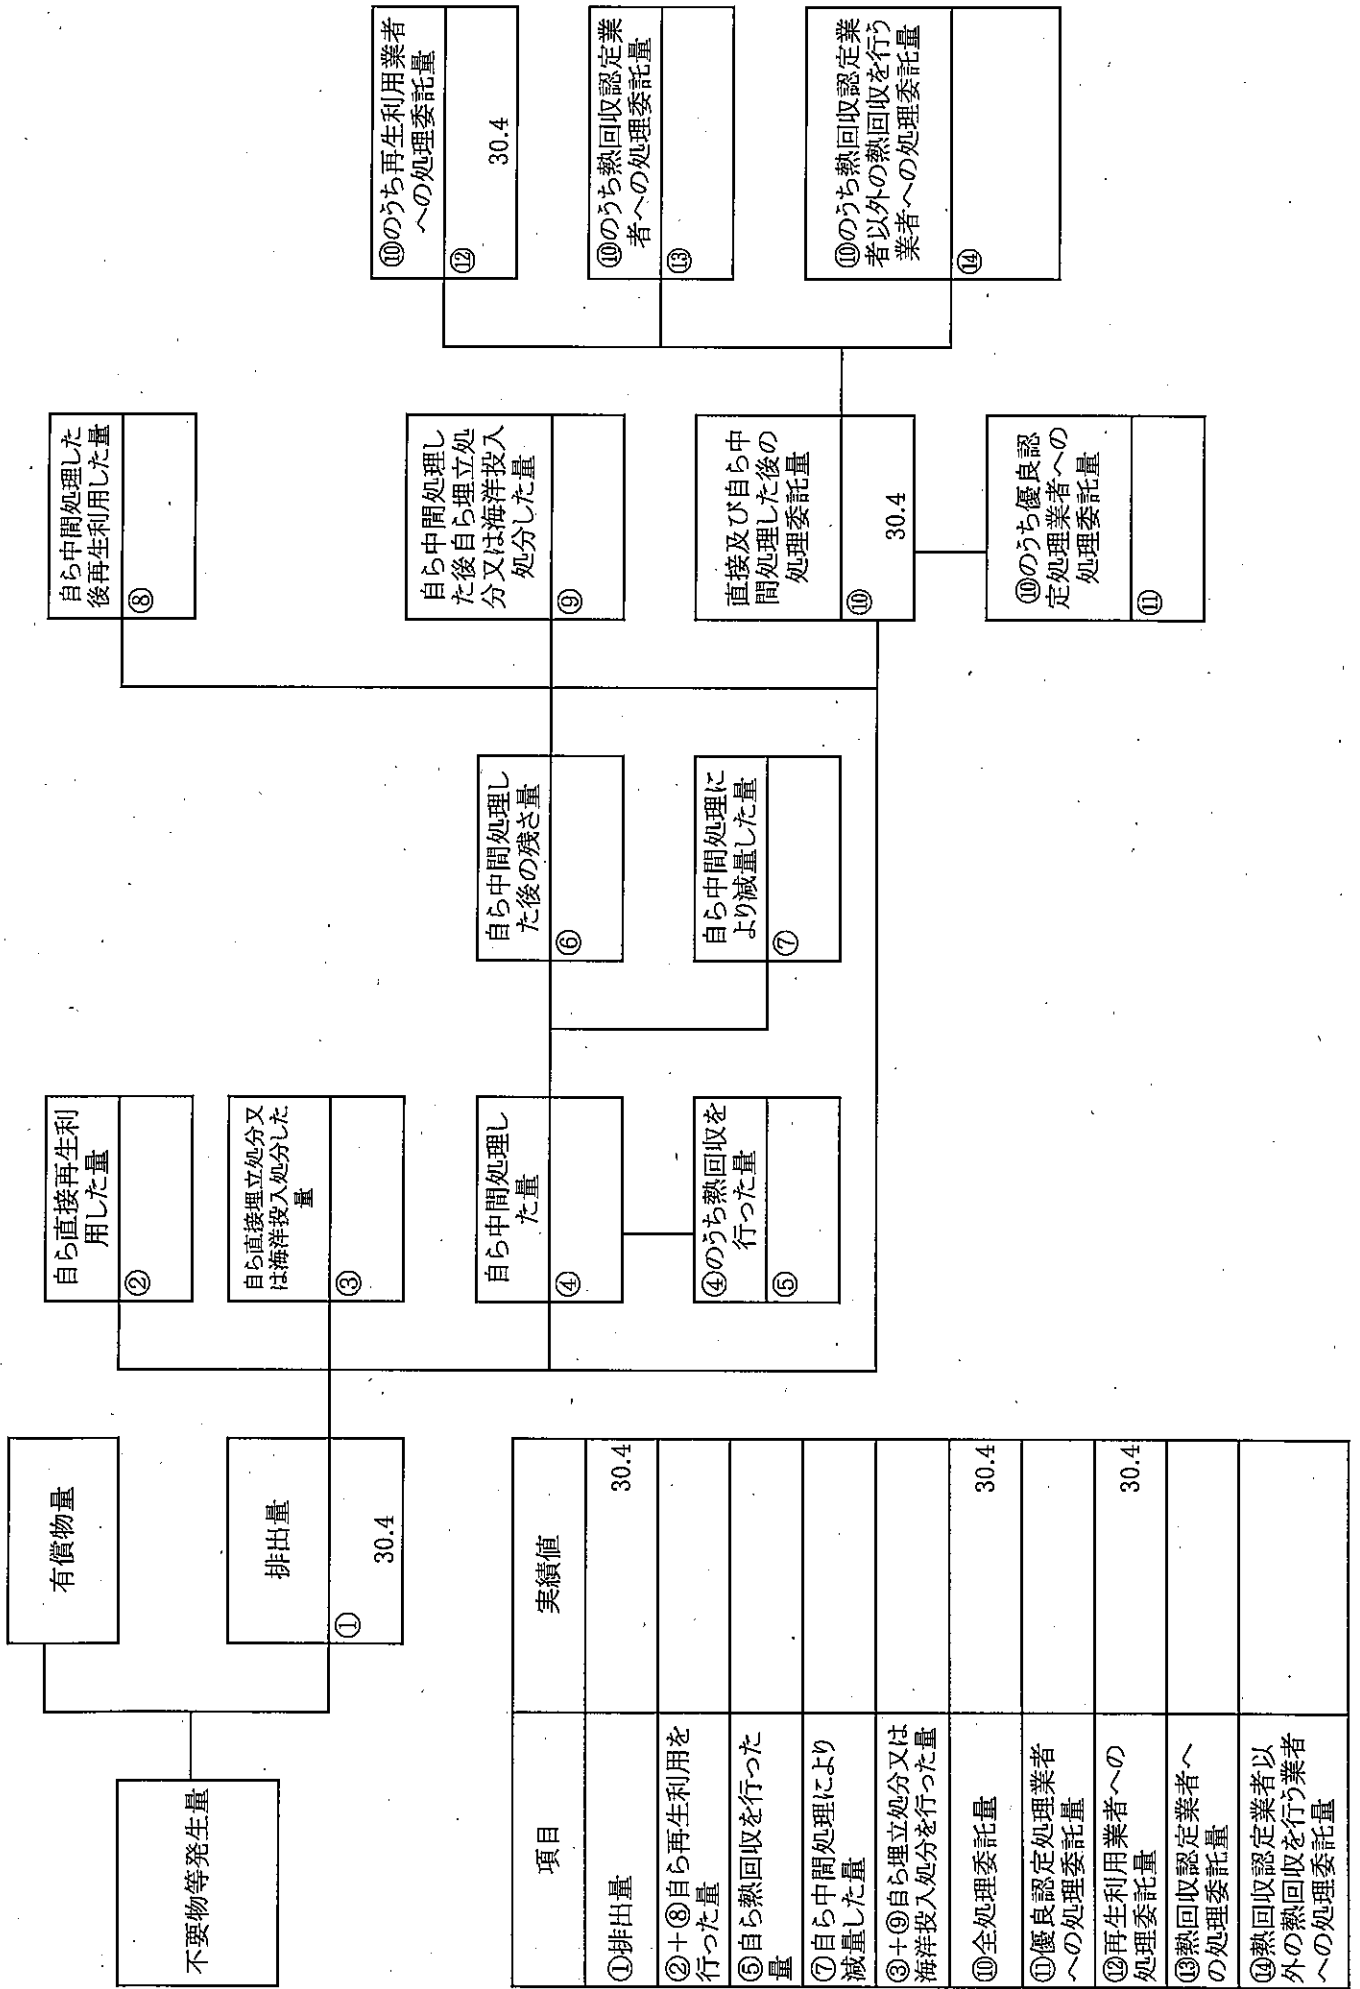 不要物等発生量
有償物量
排出量
①
30.4
自ら直接再生利
用した量
②
自ら直接埋立処分又
は海洋投入処分した
量
③
自ら中間処理し
た量
④
④のうち熱回収を
行った量
⑤
自ら中間処理し
た後の残さ量
⑥
自ら中間処理に
より減量した量
⑦
自ら中間処理した
後再生利用した量
⑧
自ら中間処理し
た後自ら埋立処
分又は海洋投入
処分した量
⑨
直接及び自ら中
間処理した後の
処理委託量
⑩
30.4
⑩のうち優良認
定処理業者への
処理委託量
⑪
⑩のうち再生利用業者
への処理委託量
⑫
30.4
⑩のうち熱回収認定業
者への処理委託量
⑬
⑩のうち熱回収認定業
者以外の熱回収を行う
業者への処理委託量
⑭
項目
実績値
①排出量
30.4
②+⑧自ら再生利用を
行った量
⑤自ら熱回収を行った
量
⑦自ら中間処理により
減量した量
③+⑨自ら埋立処分又は
海洋投入処分を行った量
⑩全処理委託量
30.4
⑪優良認定処理業者
への処理委託量
⑫再生利用業者への
処理委託量
30.4
⑬熱回収認定業者へ
の処理委託量
⑭熱回収認定業者以
外の熱回収を行う業者
への処理委託量